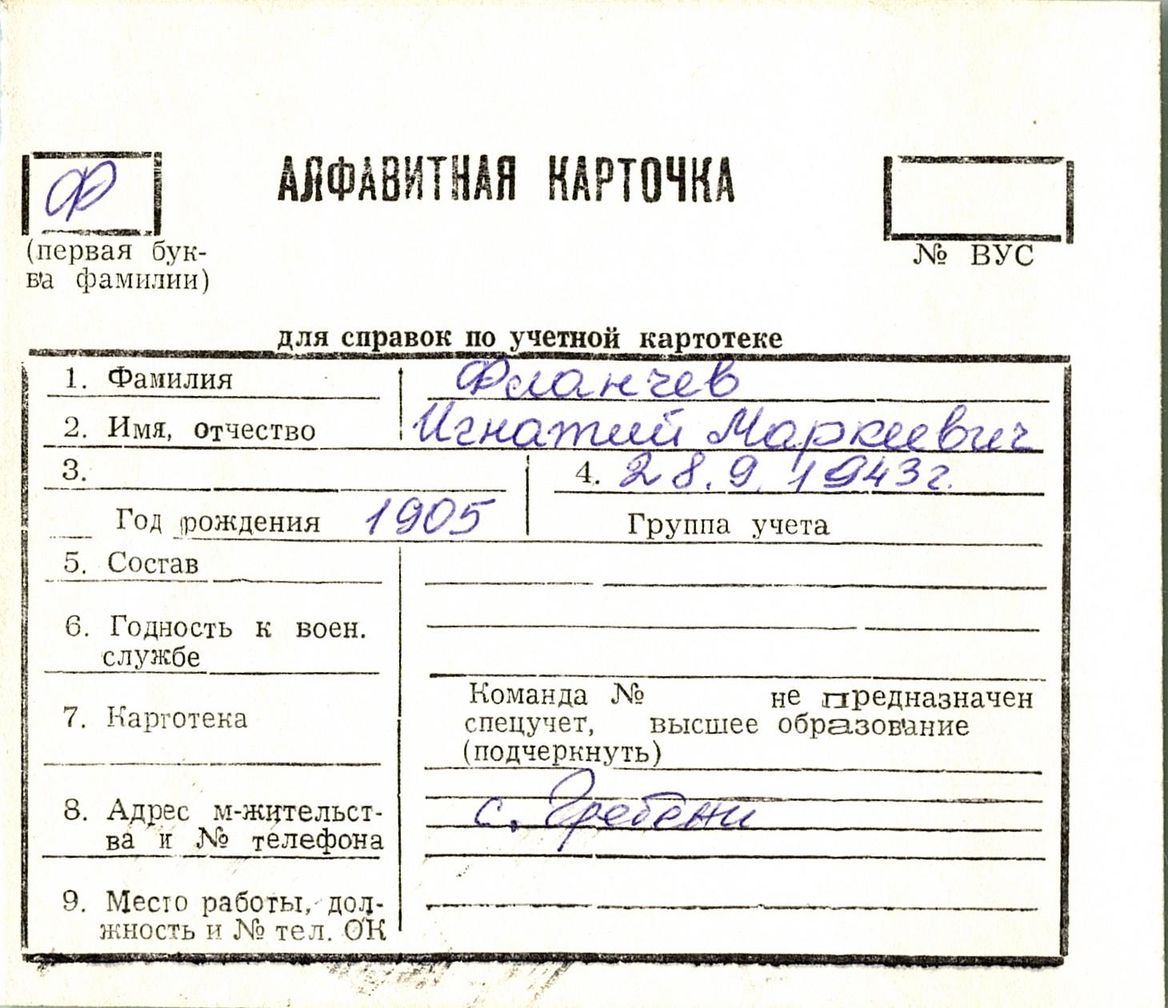 Ф
АЛФАВИТНАЯ КАРТОЧКА
(первая бук-
ва фамилии)
№ ВУС
для справок по учетной картотеке
1. Фамилия Фланчев
2. Имя, отчество Игнатий Маркиевич
3.
4. 28.9.1943г.
Год рождения 1905
Группа учета
5. Состав
6. Годность к воен.
службе
7. Картотека
Команда № не предназначен
спецучет, высшее образование
(подчеркнуть)
8. Адрес м-жительст-
ва и № телефона
с. Гребени
9. Место работы, дол-
жность и № тел. ОК